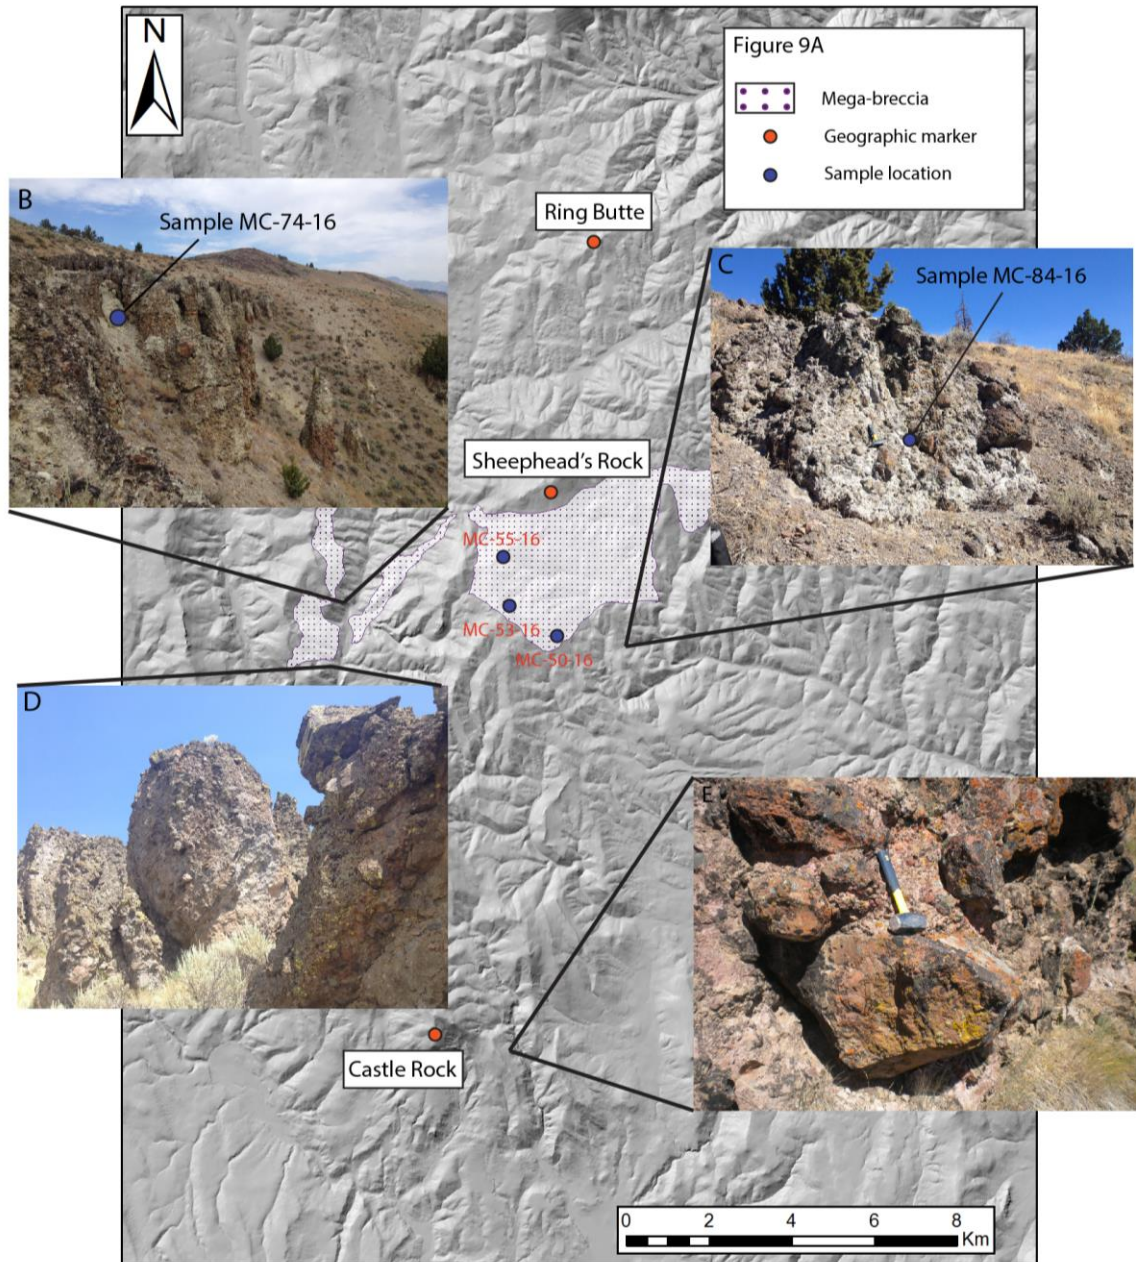 N
Figure 9A
Mega-breccia
Geographic marker
Sample location
B
Sample MC-74-16
Ring Butte
C
Sample MC-84-16
Sheephead's Rock
MC-55-16
MC-53-16
MC-50-16
D
E
Castle Rock
0 2 4 6 8
Km